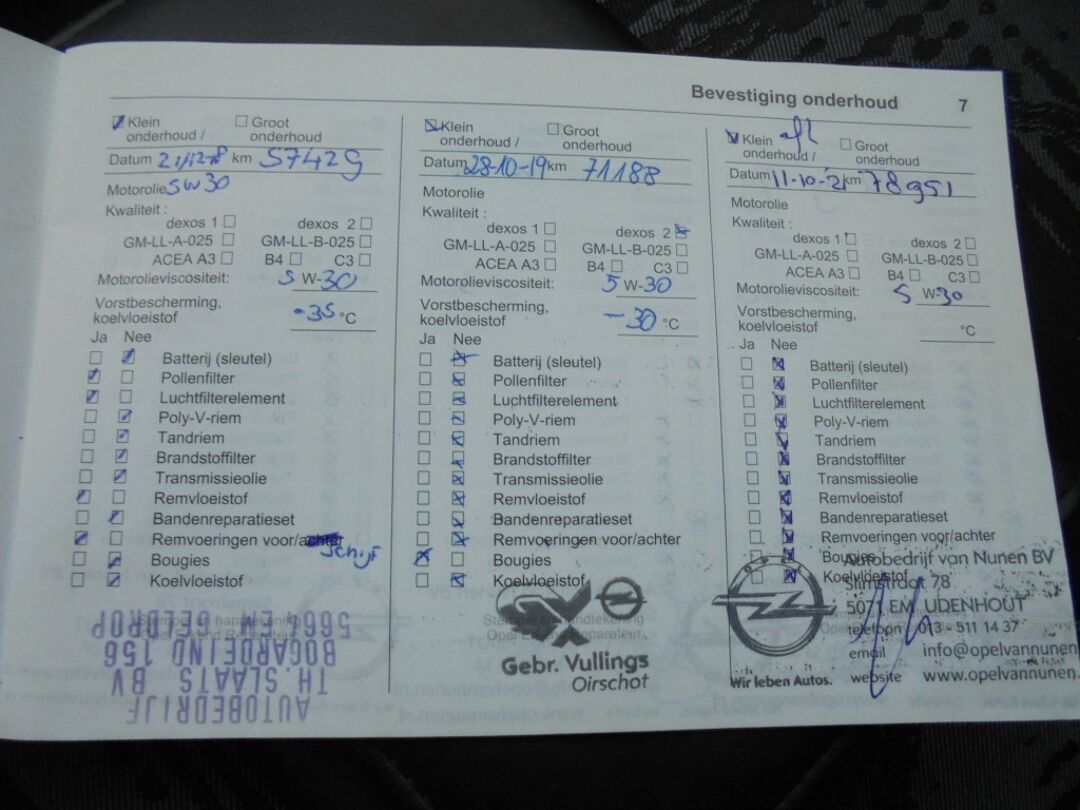 Bevestiging onderhoud 7
Klein onderhoud / Groot onderhoud
Datum 21/12-18 km 57429
Motorolie 5W30
Kwaliteit :
dexos 1 dexos 2
GM-LL-A-025 GM-LL-B-025
ACEA A3 B4 C3
Motorolieviscositeit: 5 W-30
Vorstbescherming,
koelvloeistof -35 °C
Ja Nee
Batterij (sleutel)
Pollenfilter
Luchtfilterelement
Poly-V-riem
Tandriem
Brandstoffilter
Transmissieolie
Remvloeistof
Bandenreparatieset
Remvoeringen voor/achter
schijf
Bougies
Koelvloeistof
AUTOBEDRIJF
TH. SLAATS BV
BOGARDEIND 156
5664 EM GELDROP
Klein onderhoud / Groot onderhoud
Datum 28-10-19 km 71188
Motorolie
Kwaliteit :
dexos 1 dexos 2
GM-LL-A-025 GM-LL-B-025
ACEA A3 B4 C3
Motorolieviscositeit: 5 W-30
Vorstbescherming,
koelvloeistof -30 °C
Ja Nee
Batterij (sleutel)
Pollenfilter
Luchtfilterelement
Poly-V-riem
Tandriem
Brandstoffilter
Transmissieolie
Remvloeistof
Bandenreparatieset
Remvoeringen voor/achter
Bougies
Koelvloeistof
Gebr. Vullings
Oirschot
Klein onderhoud / Groot onderhoud
Datum 11-10-21 km 78951
Motorolie
Kwaliteit :
dexos 1 dexos 2
GM-LL-A-025 GM-LL-B-025
ACEA A3 B4 C3
Motorolieviscositeit: 5 W-30
Vorstbescherming,
koelvloeistof °C
Ja Nee
Batterij (sleutel)
Pollenfilter
Luchtfilterelement
Poly-V-riem
Tandriem
Brandstoffilter
Transmissieolie
Remvloeistof
Bandenreparatieset
Remvoeringen voor/achter
Bougies
Koelvloeistof
OPEL
Wir leben Autos.
Autobedrijf van Nunen BV
Slimstraat 78
5071 EM UDENHOUT
telefoon 013 - 511 14 37
email info@opelvannunen
website www.opelvannunen.